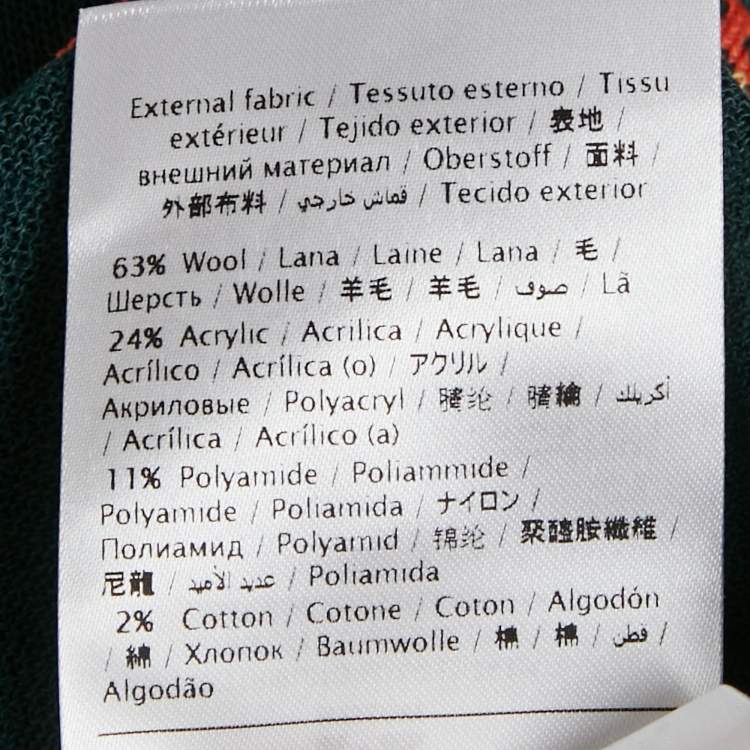 External fabric / Tessuto esterno / Tissu
extérieur / Tejido exterior / 表地 /
внешний материал / Oberstoff / 面料 /
外部布料 / قماش خارجي / Tecido exterior
63% Wool / Lana / Laine / Lana / 毛 /
Шерсть / Wolle / 羊毛 / 羊毛 / صوف / Lã
24% Acrylic / Acrilica / Acrylique /
Acrílico / Acrílica (o) / アクリル /
Акриловые / Polyacryl / أكريليك /
/ Acrílica / Acrílico (a)
11% Polyamide / Poliammide /
Polyamide / Poliamida / ナイロン /
Полиамид / Polyamid / 锦纶 / 聚醯胺纖維 /
尼龍 / عديد الأميد / Poliamida
2% Cotton / Cotone / Coton / Algodón
/ 綿 / Хлопок / Baumwolle / 棉 / 棉 / قطن /
Algodão